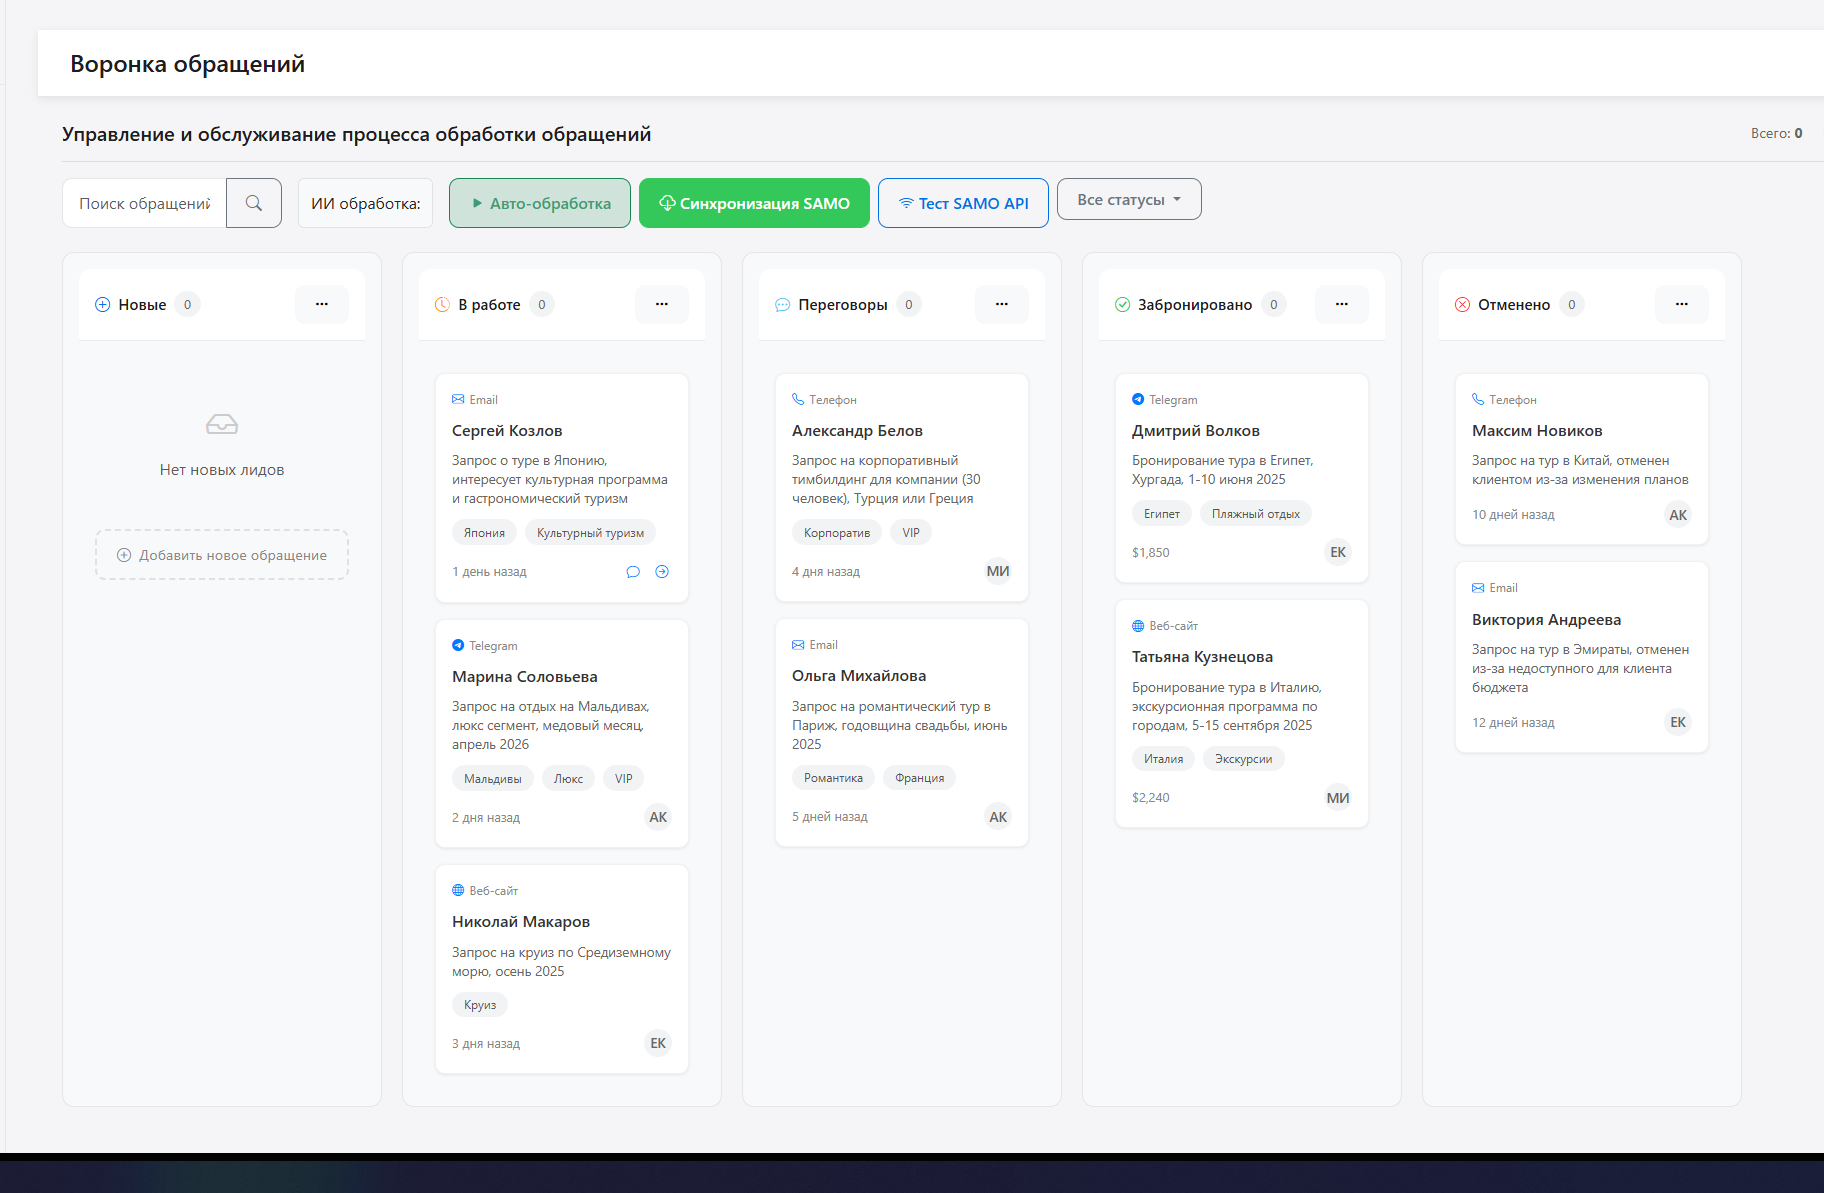 Воронка обращений
Управление и обслуживание процесса обработки обращений
Всего: 0
Поиск обращений
ИИ обработка:
Авто-обработка
Синхронизация SAMO
Тест SAMO API
Все статусы
Новые 0
Нет новых лидов
Добавить новое обращение
В работе 0
Email
Сергей Козлов
Запрос о туре в Японию,
интересует культурная программа
и гастрономический туризм
Япония Культурный туризм
1 день назад
Telegram
Марина Соловьева
Запрос на отдых на Мальдивах,
люкс сегмент, медовый месяц,
апрель 2026
Мальдивы Люкс VIP
2 дня назад АК
Веб-сайт
Николай Макаров
Запрос на круиз по Средиземному
морю, осень 2025
Круиз
3 дня назад ЕК
Переговоры 0
Телефон
Александр Белов
Запрос на корпоративный
тимбилдинг для компании (30
человек), Турция или Греция
Корпоратив VIP
4 дня назад МИ
Email
Ольга Михайлова
Запрос на романтический тур в
Париж, годовщина свадьбы, июнь
2025
Романтика Франция
5 дней назад АК
Забронировано 0
Telegram
Дмитрий Волков
Бронирование тура в Египет,
Хургада, 1-10 июня 2025
Египет Пляжный отдых
$1,850 ЕК
Веб-сайт
Татьяна Кузнецова
Бронирование тура в Италию,
экскурсионная программа по
городам, 5-15 сентября 2025
Италия Экскурсии
$2,240 МИ
Отменено 0
Телефон
Максим Новиков
Запрос на тур в Китай, отменен
клиентом из-за изменения планов
10 дней назад АК
Email
Виктория Андреева
Запрос на тур в Эмираты, отменен
из-за недоступного для клиента
бюджета
12 дней назад ЕК